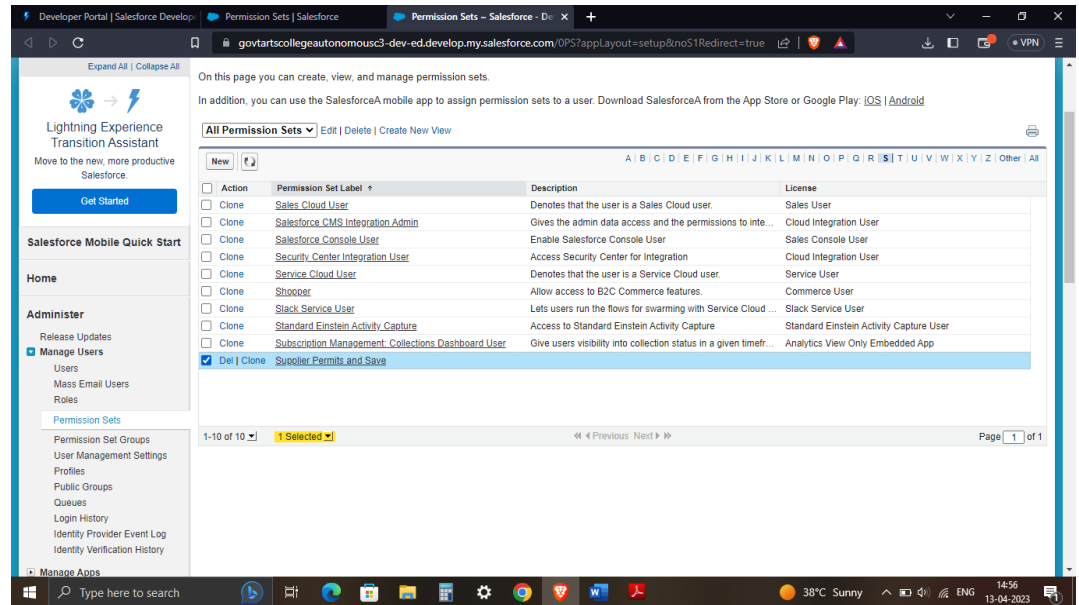 Developer Portal | Salesforce Develop
Permission Sets | Salesforce
Permission Sets ~ Salesforce - De
govtartscollegeautonomousc3-dev-ed.develop.my.salesforce.com/0PS?appLayout=setup&noS1Redirect=true
VPN
Expand All | Collapse All
Lightning Experience
Transition Assistant
Move to the new, more productive
Salesforce.
Get Started
Salesforce Mobile Quick Start
Home
Administer
Release Updates
Manage Users
Users
Mass Email Users
Roles
Permission Sets
Permission Set Groups
User Management Settings
Profiles
Public Groups
Queues
Login History
Identity Provider Event Log
Identity Verification History
Manage Apps
On this page you can create, view, and manage permission sets.
In addition, you can use the SalesforceA mobile app to assign permission sets to a user. Download SalesforceA from the App Store or Google Play: iOS | Android
All Permission Sets Edit | Delete | Create New View
New A | B | C | D | E | F | G | H | I | J | K | L | M | N | O | P | Q | R | S | T | U | V | W | X | Y | Z | Other | All
Action Permission Set Label ↑ Description License
Clone Sales Cloud User Denotes that the user is a Sales Cloud user. Sales User
Clone Salesforce CMS Integration Admin Gives the admin data access and the permissions to inte... Cloud Integration User
Clone Salesforce Console User Enable Salesforce Console User Sales Console User
Clone Security Center Integration User Access Security Center for Integration Cloud Integration User
Clone Service Cloud User Denotes that the user is a Service Cloud user. Service User
Clone Shopper Allow access to B2C Commerce features. Commerce User
Clone Slack Service User Lets users run the flows for swarming with Service Cloud ... Slack Service User
Clone Standard Einstein Activity Capture Access to Standard Einstein Activity Capture Standard Einstein Activity Capture User
Clone Subscription Management: Collections Dashboard User Give users visibility into collection status in a given timefr... Analytics View Only Embedded App
Del | Clone Supplier Permits and Save
1-10 of 10 1 Selected Previous Next Page 1 of 1
Type here to search
38°C Sunny
ENG
14:56
13-04-2023